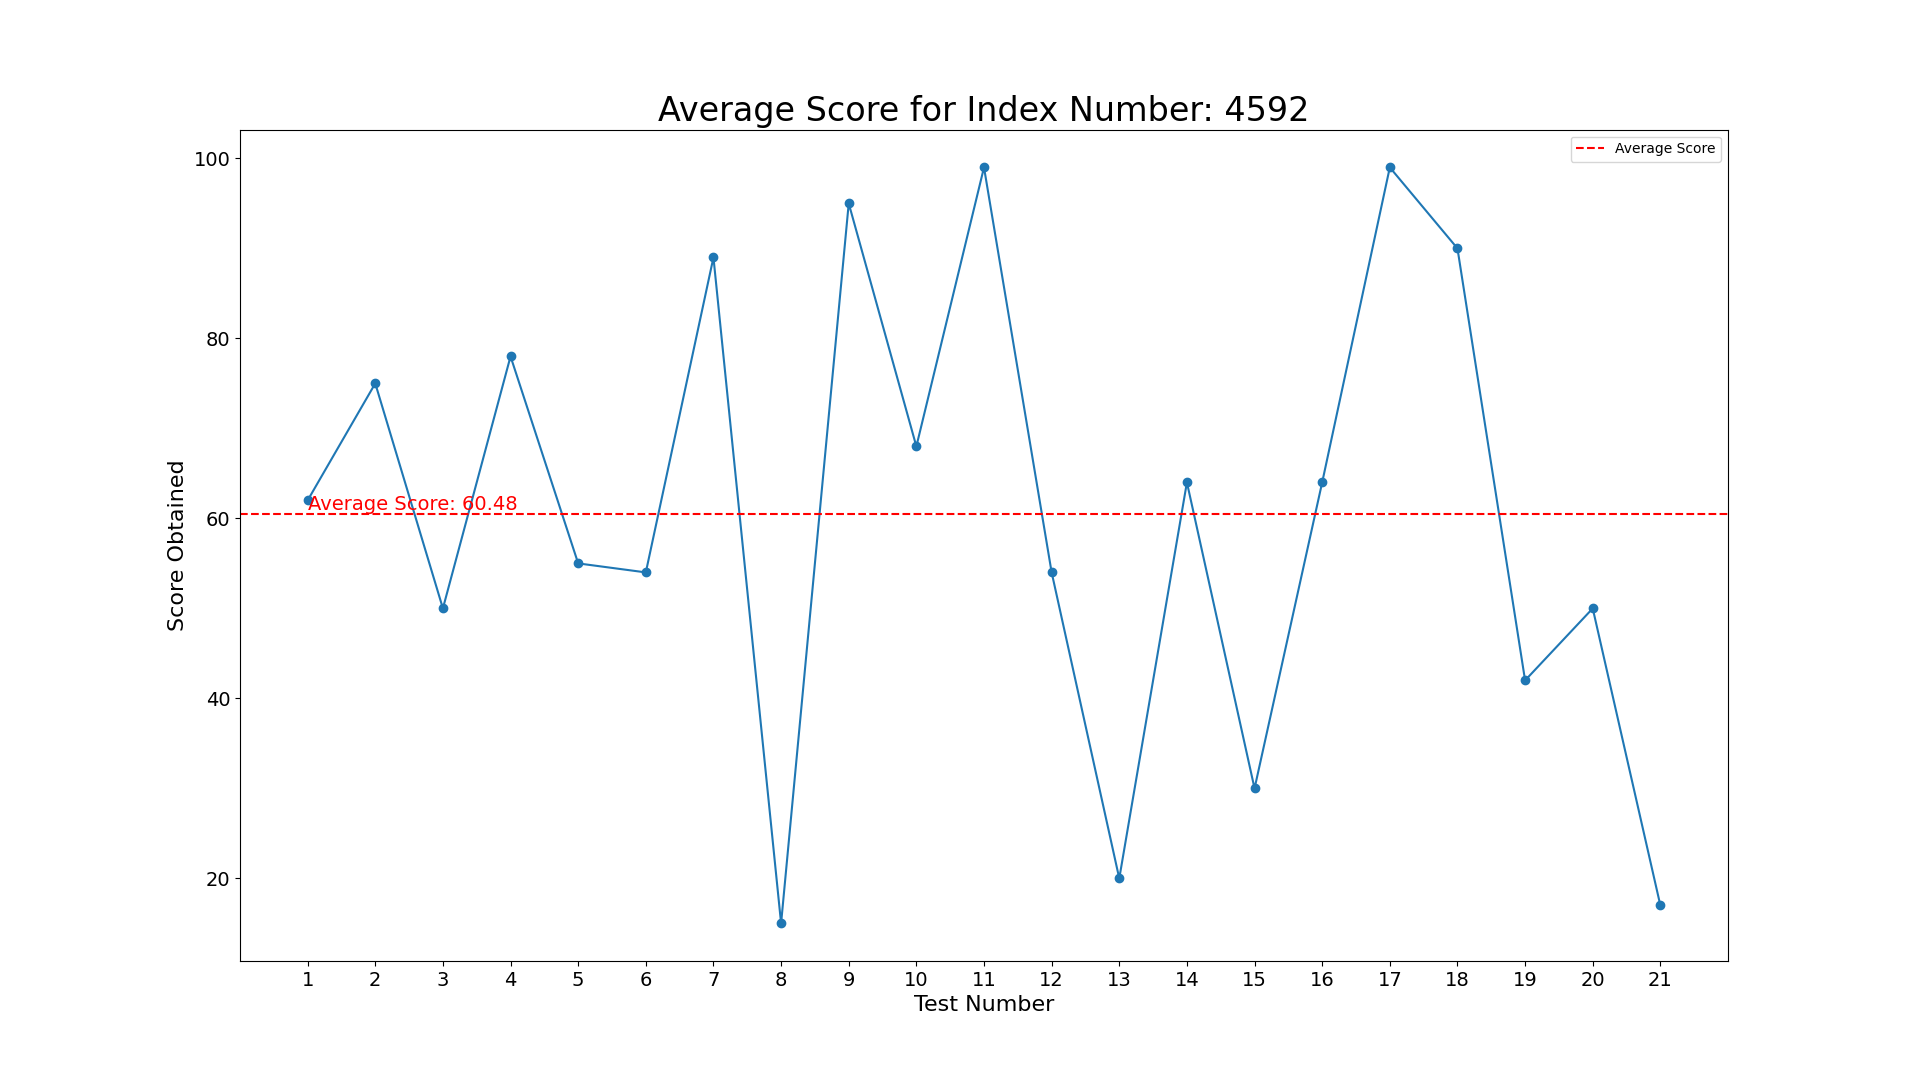 Average Score for Index Number: 4592
Average Score
100
80
60
40
20
Score Obtained
Average Score: 60.48
1 2 3 4 5 6 7 8 9 10 11 12 13 14 15 16 17 18 19 20 21
Test Number